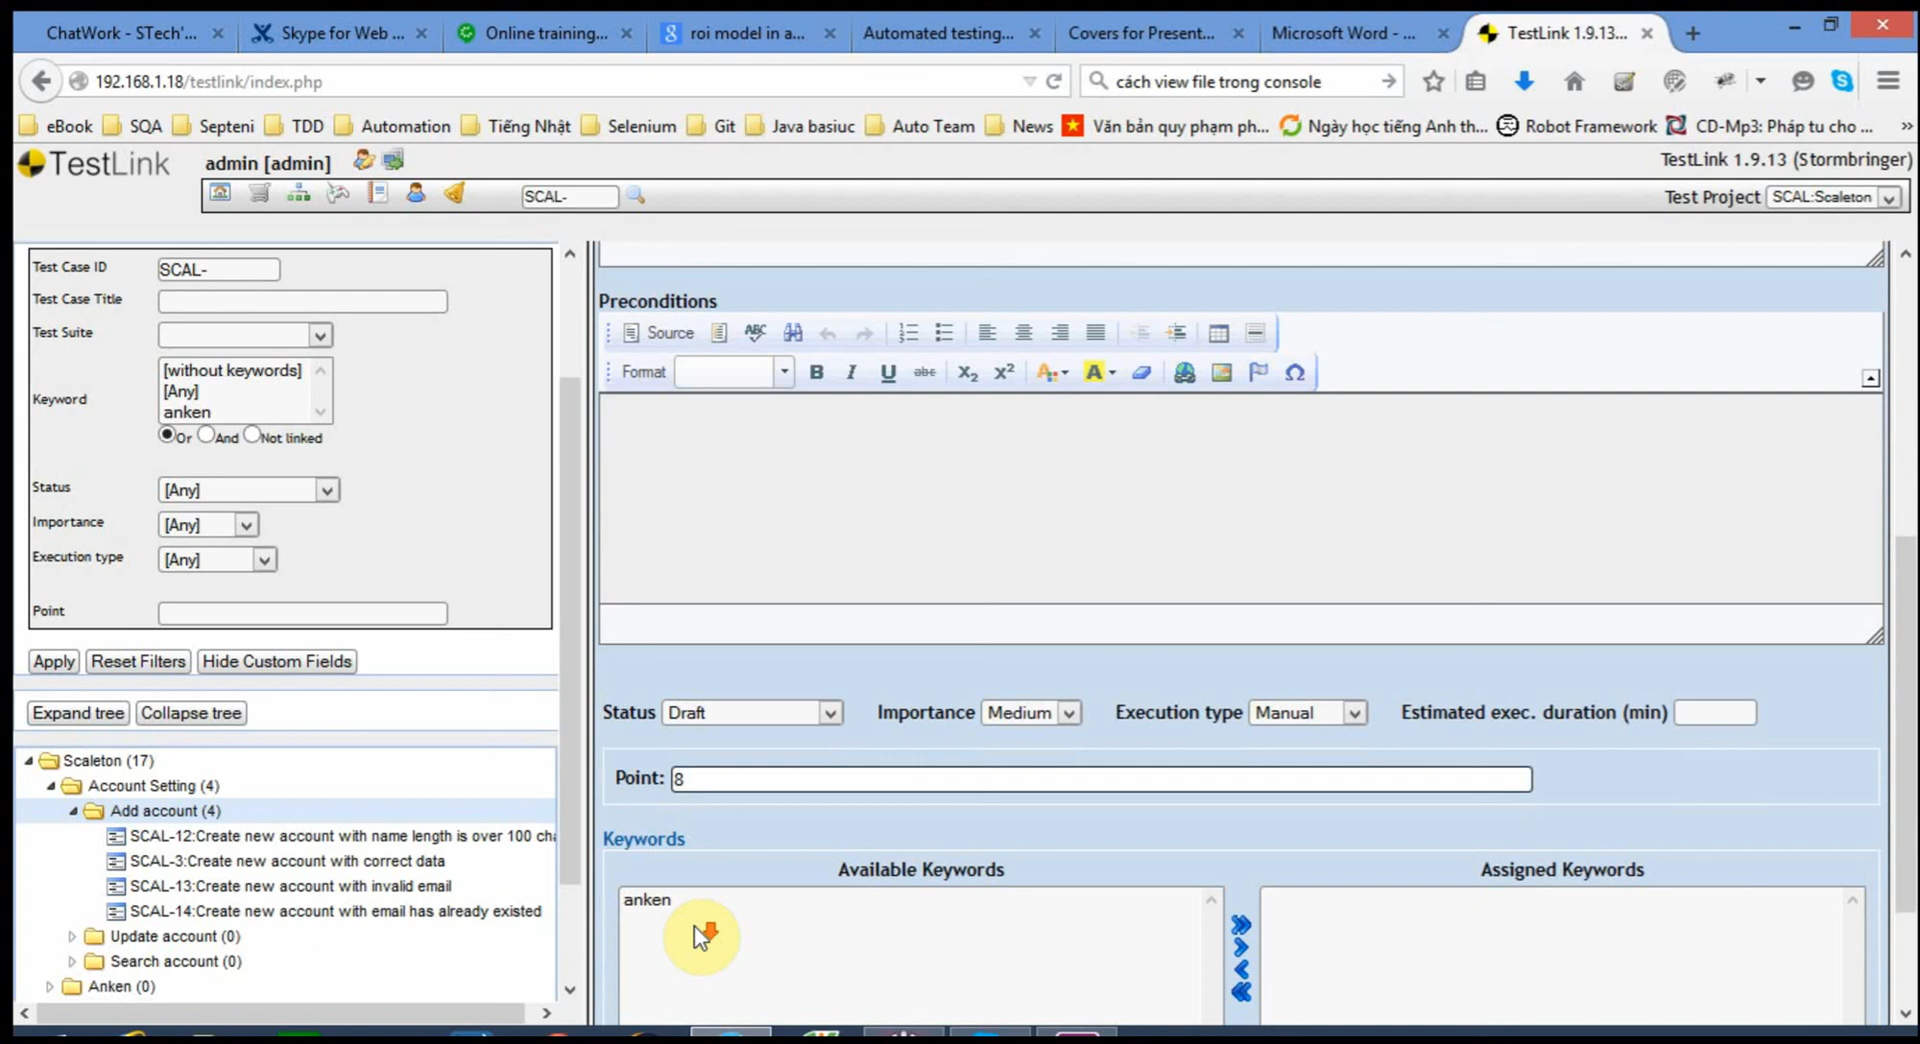 ChatWork - STech'...
Skype for Web ...
Online training...
roi model in a...
Automated testing...
Covers for Present...
Microsoft Word - ...
TestLink 1.9.13...
192.168.1.18/testlink/index.php
cách view file trong console
eBook
SQA
Septeni
TDD
Automation
Tiếng Nhật
Selenium
Git
Java basiuc
Auto Team
News
Văn bản quy phạm ph...
Ngày học tiếng Anh th...
Robot Framework
CD-Mp3: Pháp tu cho ...
TestLink
admin [admin]
TestLink 1.9.13 (Stormbringer)
SCAL-
Test Project SCAL:Scaleton
Test Case ID SCAL-
Test Case Title
Test Suite
Keyword
[without keywords]
[Any]
anken
Or And Not linked
Status [Any]
Importance [Any]
Execution type [Any]
Point
Apply Reset Filters Hide Custom Fields
Expand tree Collapse tree
Scaleton (17)
Account Setting (4)
Add account (4)
SCAL-12:Create new account with name length is over 100 cha
SCAL-3:Create new account with correct data
SCAL-13:Create new account with invalid email
SCAL-14:Create new account with email has already existed
Update account (0)
Search account (0)
Anken (0)
Preconditions
Source
Format
Status Draft Importance Medium Execution type Manual Estimated exec. duration (min)
Point: 8
Keywords
Available Keywords Assigned Keywords
anken